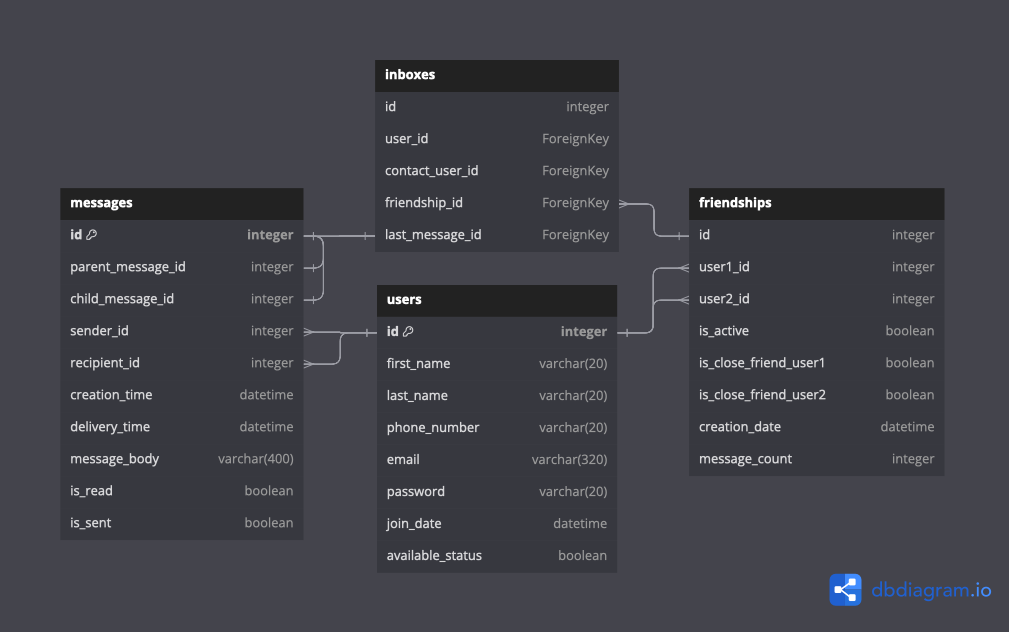 inboxes
id integer
user_id ForeignKey
contact_user_id ForeignKey
friendship_id ForeignKey
last_message_id ForeignKey
messages
id integer
parent_message_id integer
child_message_id integer
sender_id integer
recipient_id integer
creation_time datetime
delivery_time datetime
message_body varchar(400)
is_read boolean
is_sent boolean
users
id integer
first_name varchar(20)
last_name varchar(20)
phone_number varchar(20)
email varchar(320)
password varchar(20)
join_date datetime
available_status boolean
friendships
id integer
user1_id integer
user2_id integer
is_active boolean
is_close_friend_user1 boolean
is_close_friend_user2 boolean
creation_date datetime
message_count integer
dbdiagram.io